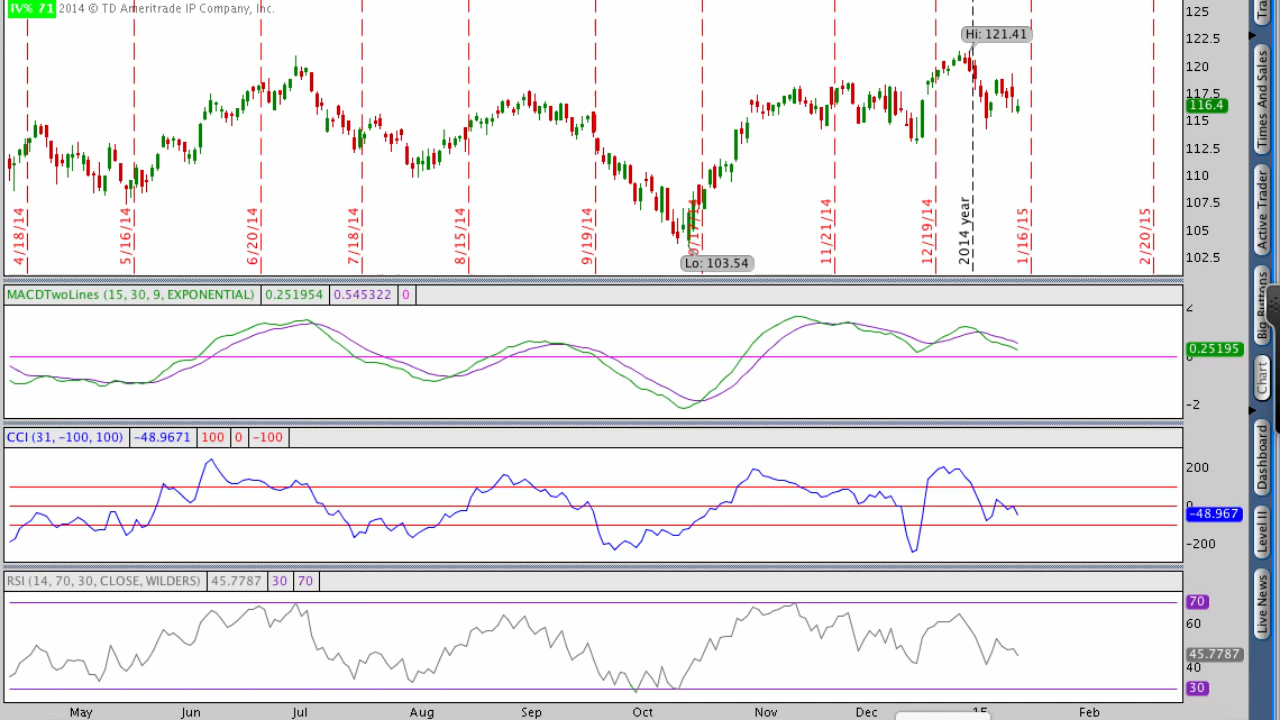 IV% 71 2014 © TD Ameritrade IP Company, Inc.
Hi: 121.41
Lo: 103.54
125
122.5
120
117.5
116.4
115
112.5
110
107.5
105
102.5
4/18/14
5/16/14
6/20/14
7/18/14
8/15/14
9/19/14
11/21/14
12/19/14
2014 year
1/16/15
2/20/15
MACDTwoLines (15, 30, 9, EXPONENTIAL) 0.251954 0.545322 0
2
0.25195
-2
CCI (31, -100, 100) -48.9671 100 0 -100
200
0
-48.967
-200
RSI (14, 70, 30, CLOSE, WILDERS) 45.7787 30 70
70
60
45.7787
40
30
May Jun Jul Aug Sep Oct Nov Dec 15 Feb
Times And Sales
Active Trader
Big Buttons
Chart
Dashboard
Level II
Live News